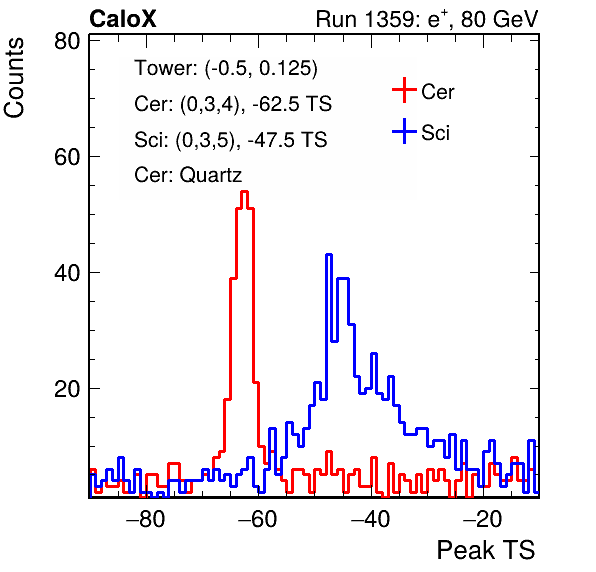 CaloX Run 1359: e⁺, 80 GeV
Counts
80
60
40
20
Tower: (-0.5, 0.125)
Cer: (0,3,4), -62.5 TS
Sci: (0,3,5), -47.5 TS
Cer: Quartz
Cer
Sci
−80 −60 −40 −20
Peak TS